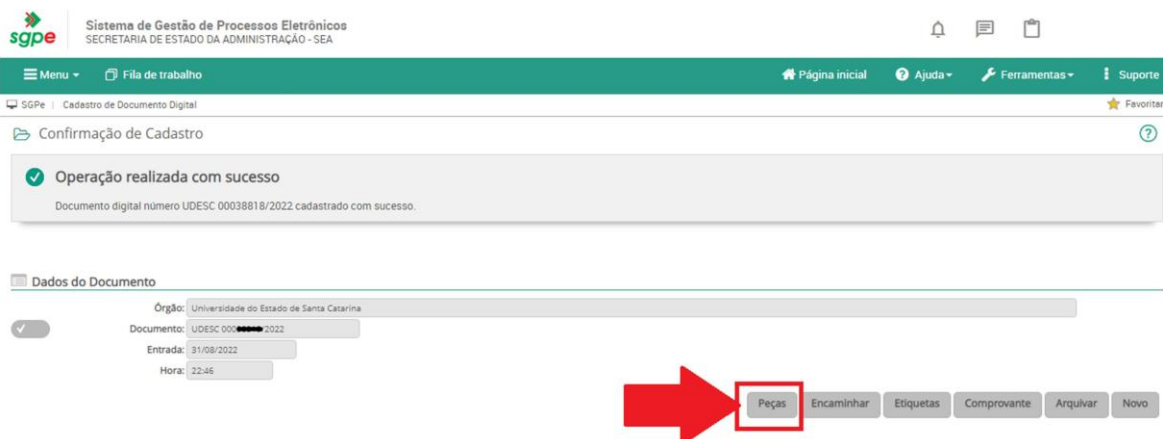 sgpe
Sistema de Gestão de Processos Eletrônicos
SECRETARIA DE ESTADO DA ADMINISTRAÇÃO - SEA
Menu
Fila de trabalho
Página inicial
Ajuda
Ferramentas
Suporte
SGPe | Cadastro de Documento Digital
Favoritar
Confirmação de Cadastro
Operação realizada com sucesso
Documento digital número UDESC 00038818/2022 cadastrado com sucesso.
Dados do Documento
Órgão: Universidade do Estado de Santa Catarina
Documento: UDESC 000 /2022
Entrada: 31/08/2022
Hora: 22:46
Peças
Encaminhar
Etiquetas
Comprovante
Arquivar
Novo